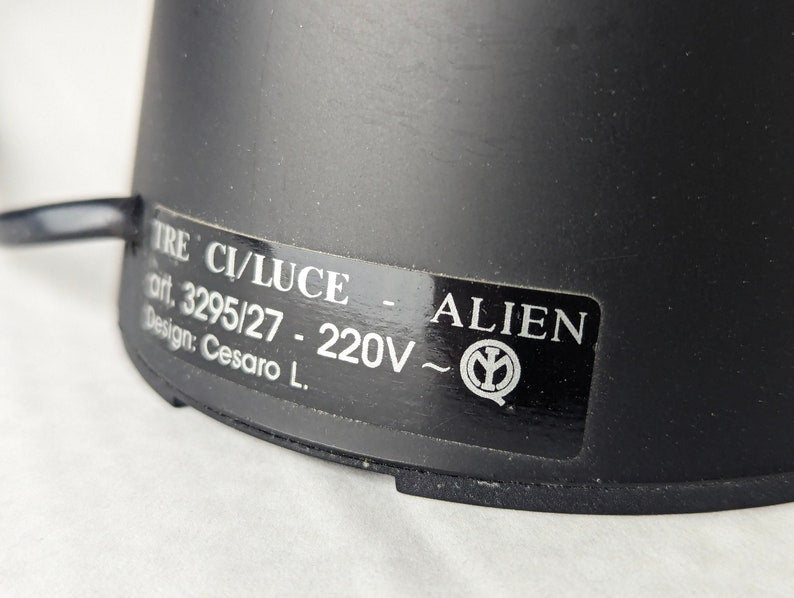 TRE CI/LUCE - ALIEN
art. 3295/27 - 220V ~
Design: Cesaro L.